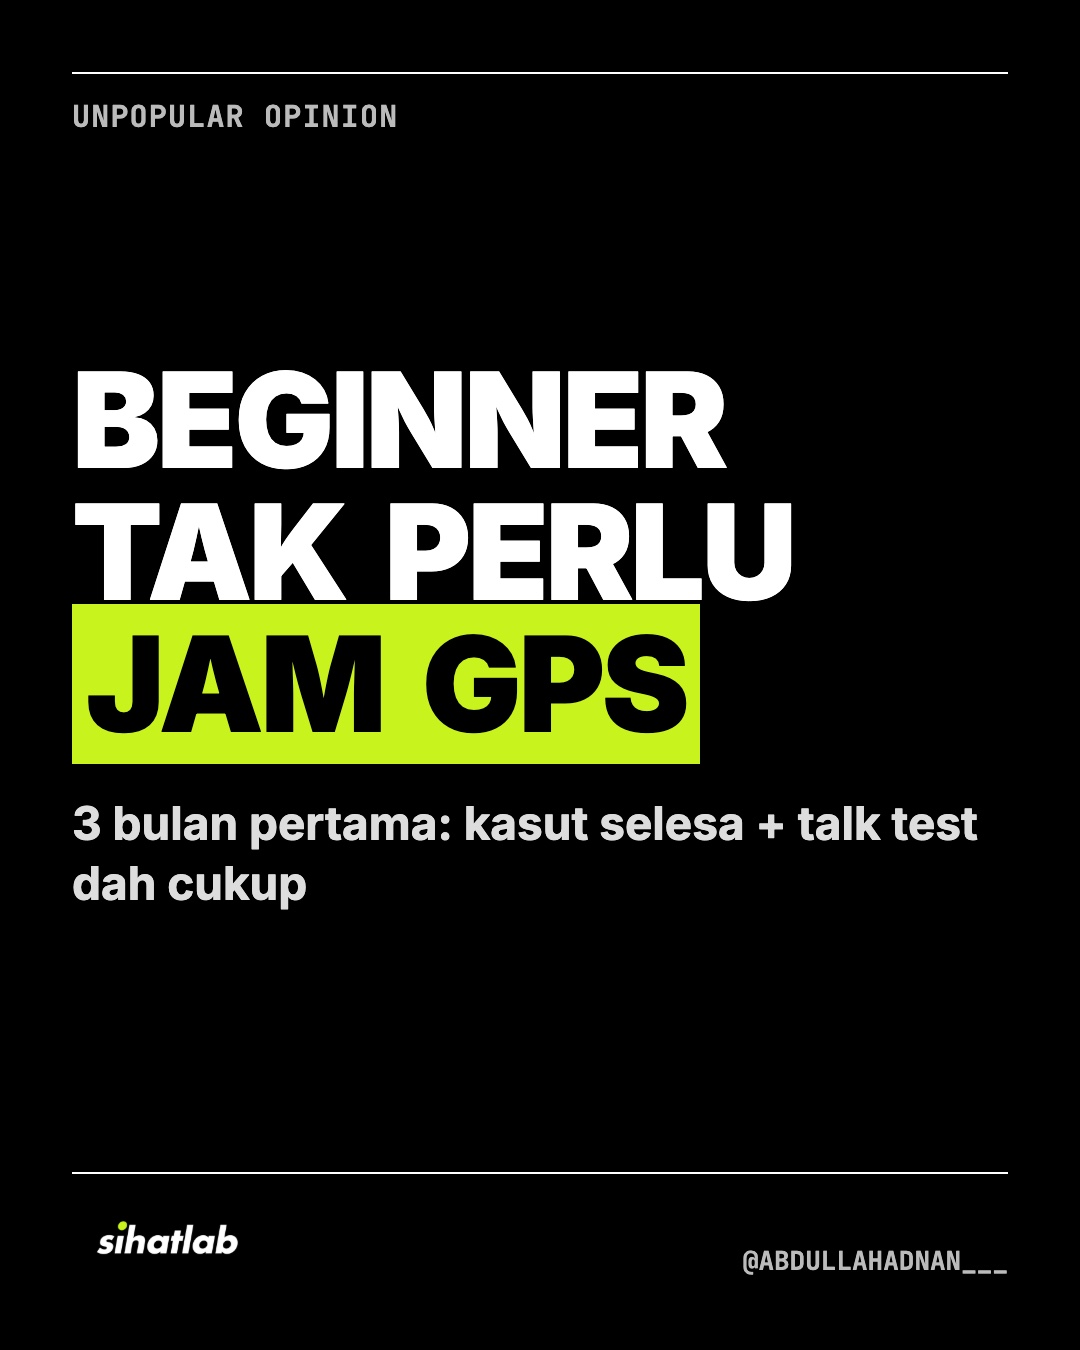 UNPOPULAR OPINION
BEGINNER
TAK PERLU
JAM GPS
3 bulan pertama: kasut selesa + talk test
dah cukup
sihatlab
@ABDULLAHADNAN___